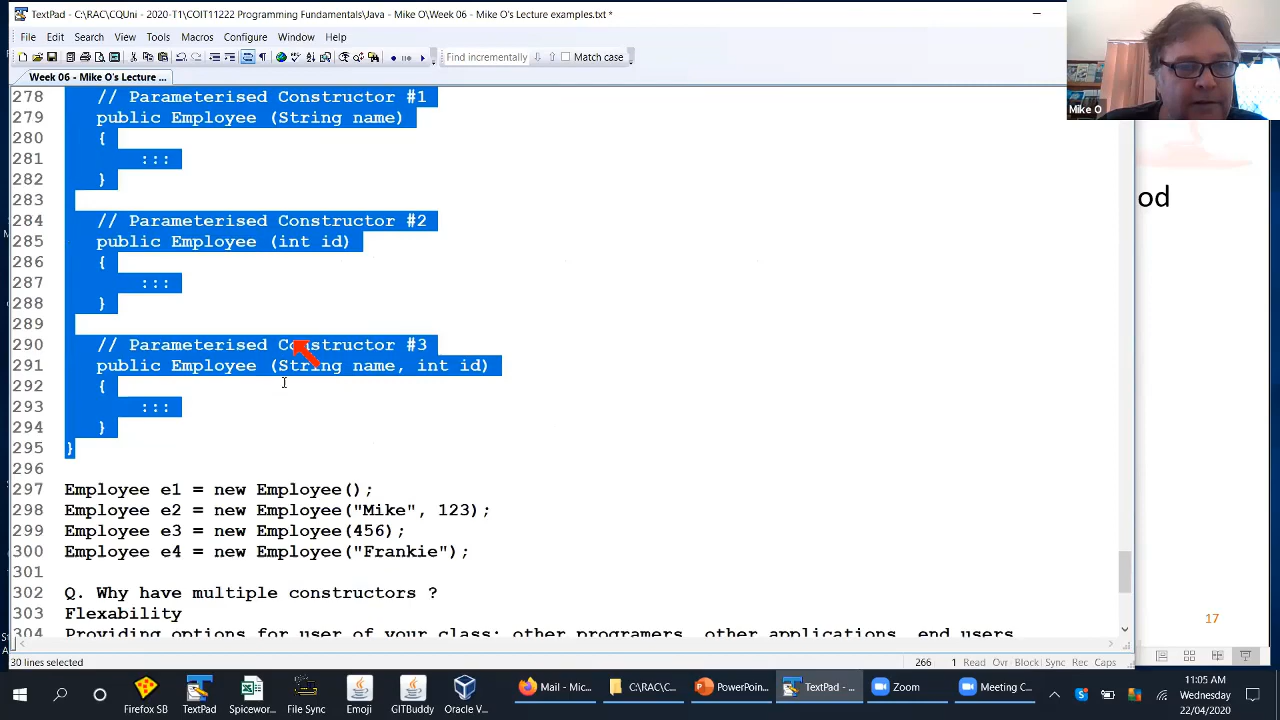 TextPad - C:\RAC\CQUni - 2020-T1\COIT11222 Programming Fundamentals\Java - Mike O\Week 06 - Mike O's Lecture examples.txt *
File Edit Search View Tools Macros Configure Window Help
Find incrementally Match case
Week 06 - Mike O's Lecture ...
Mike O
278 // Parameterised Constructor #1
279 public Employee (String name)
280 {
281 :::
282 }
283
284 // Parameterised Constructor #2
285 public Employee (int id)
286 {
287 :::
288 }
289
290 // Parameterised Constructor #3
291 public Employee (String name, int id)
292 {
293 :::
294 }
295 }
296
297 Employee e1 = new Employee();
298 Employee e2 = new Employee("Mike", 123);
299 Employee e3 = new Employee(456);
300 Employee e4 = new Employee("Frankie");
301
302 Q. Why have multiple constructors ?
303 Flexability
304 Providing options for user of your class: other programers, other applications, end users
od
17
30 lines selected
266 1 Read Ovr Block Sync Rec Caps
Firefox SB
TextPad
Spicewor...
File Sync
Emoji
GITBuddy
Oracle V...
Mail - Mic...
C:\RAC\C...
PowerPoin...
TextPad - ...
Zoom
Meeting C...
11:05 AM
Wednesday
22/04/2020